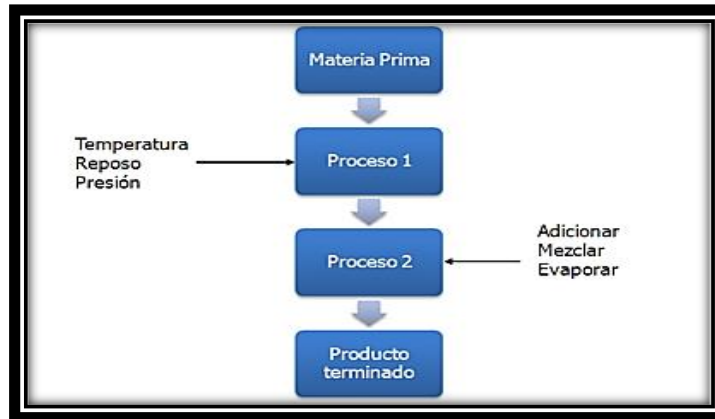 Materia Prima
Temperatura
Reposo
Presión
Proceso 1
Adicionar
Mezclar
Evaporar
Proceso 2
Producto
terminado